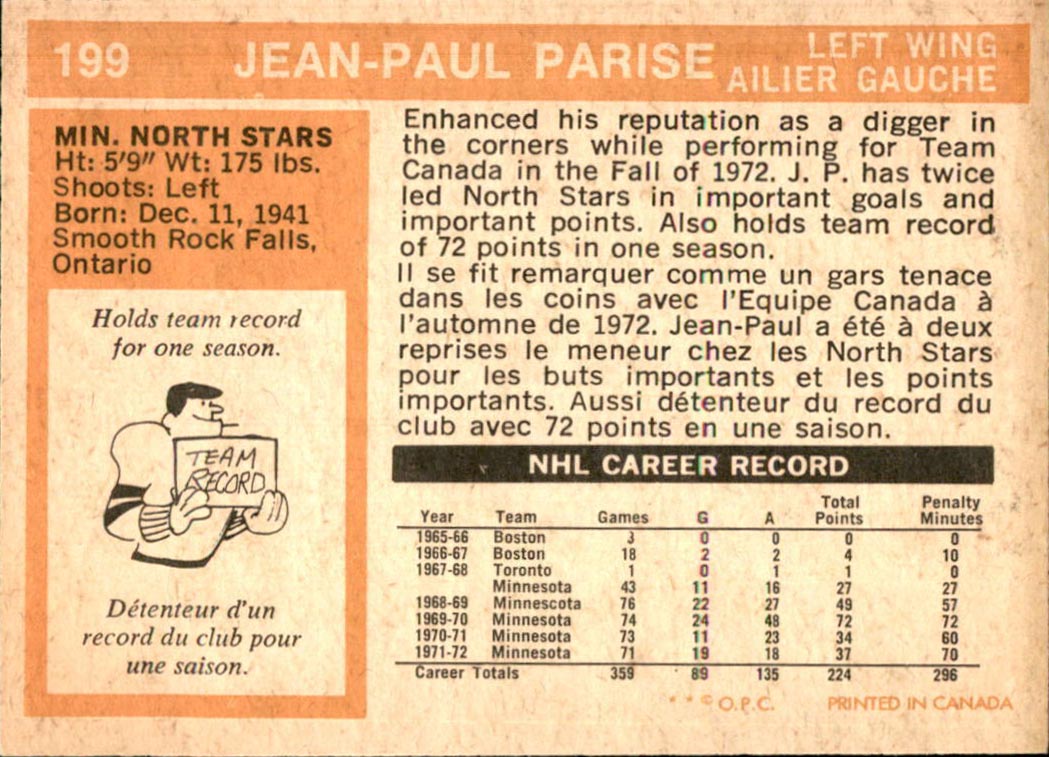 199 JEAN-PAUL PARISE LEFT WING
AILIER GAUCHE
MIN. NORTH STARS
Ht: 5'9" Wt: 175 lbs.
Shoots: Left
Born: Dec. 11, 1941
Smooth Rock Falls,
Ontario
Holds team record
for one season.
TEAM
RECORD
Détenteur d'un
record du club pour
une saison.
Enhanced his reputation as a digger in
the corners while performing for Team
Canada in the Fall of 1972. J. P. has twice
led North Stars in important goals and
important points. Also holds team record
of 72 points in one season.
Il se fit remarquer comme un gars tenace
dans les coins avec l'Equipe Canada à
l'automne de 1972. Jean-Paul a été à deux
reprises le meneur chez les North Stars
pour les buts importants et les points
importants. Aussi détenteur du record du
club avec 72 points en une saison.
NHL CAREER RECORD
Year Team Games G A Total Points Penalty Minutes
1965-66 Boston 3 0 0 0 0
1966-67 Boston 18 2 2 4 10
1967-68 Toronto 1 0 1 1 0
Minnesota 43 11 16 27 27
1968-69 Minnescota 76 22 27 49 57
1969-70 Minnesota 74 24 48 72 72
1970-71 Minnesota 73 11 23 34 60
1971-72 Minnesota 71 19 18 37 70
Career Totals 359 89 135 224 296
* * © O.P.C. PRINTED IN CANADA